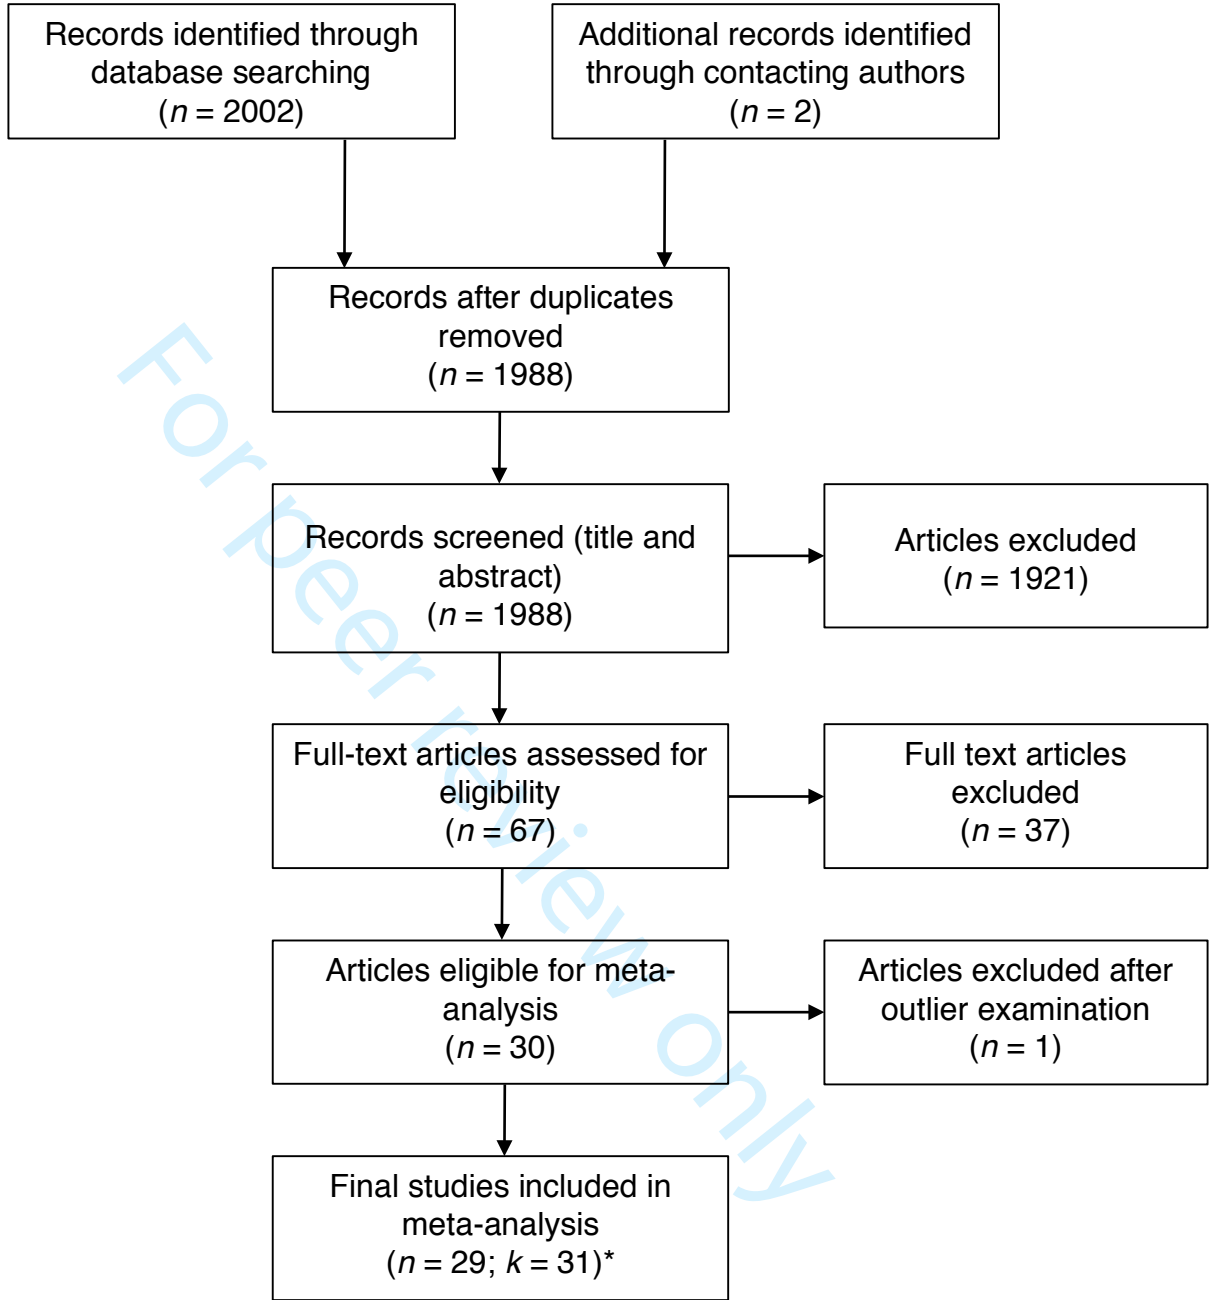 Records identified through
database searching
(n = 2002)
Additional records identified
through contacting authors
(n = 2)
Records after duplicates
removed
(n = 1988)
Records screened (title and
abstract)
(n = 1988)
Articles excluded
(n = 1921)
Full-text articles assessed for
eligibility
(n = 67)
Full text articles
excluded
(n = 37)
Articles eligible for meta-
analysis
(n = 30)
Articles excluded after
outlier examination
(n = 1)
Final studies included in
meta-analysis
(n = 29; k = 31)*
For peer review only